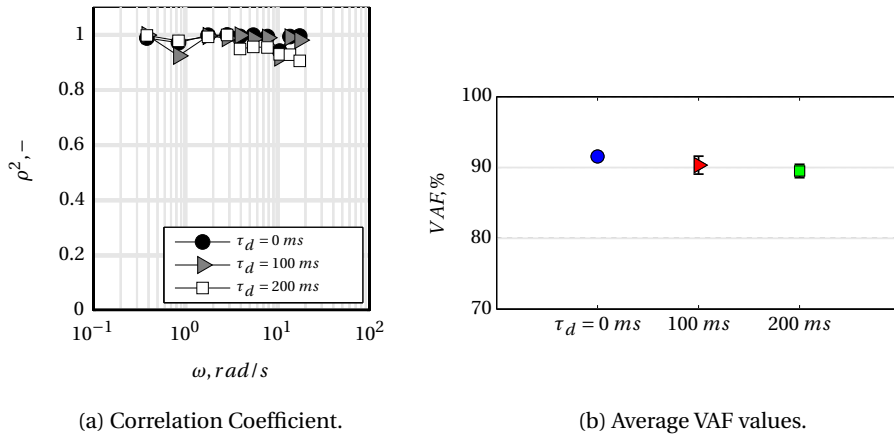 1
0.8
0.6
0.4
0.2
0
ρ², −
10⁻¹ 10⁰ 10¹ 10²
ω, rad/s
τ_d = 0 ms
τ_d = 100 ms
τ_d = 200 ms
(a) Correlation Coefficient.
100
90
80
70
VAF, %
τ_d = 0 ms 100 ms 200 ms
(b) Average VAF values.